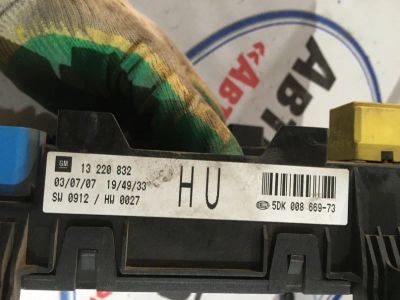 GM 13 220 832
03/07/07 19/49/33
SW 0912 / HW 0027
HU
5DK 008 669-73